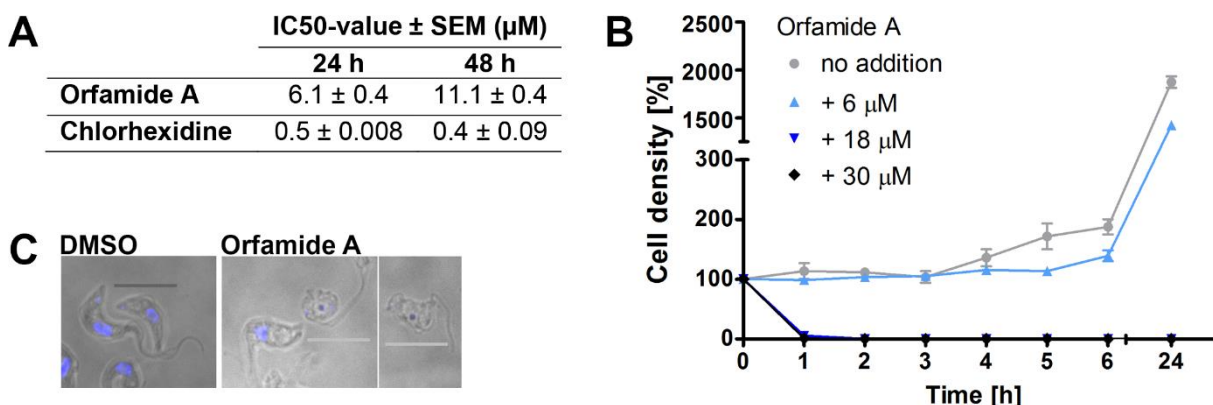 A
IC50-value ± SEM (µM)
24 h 48 h
Orfamide A 6.1 ± 0.4 11.1 ± 0.4
Chlorhexidine 0.5 ± 0.008 0.4 ± 0.09
C
DMSO Orfamide A
B
Orfamide A
no addition
+ 6 µM
+ 18 µM
+ 30 µM
Cell density [%]
2500
2000
1500
300
200
100
0
0 1 2 3 4 5 6 24
Time [h]